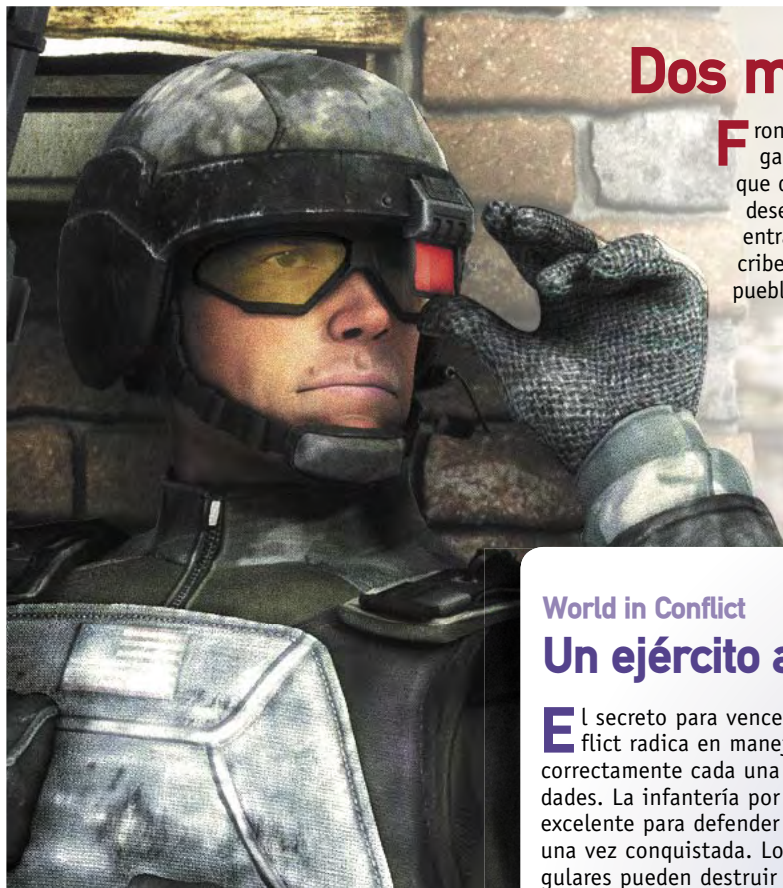 Dos
F ron
ga
que
dese
entra
cribe
puebl
World in Conflict
Un ejército
E l secreto para vence
flict radica en manej
correctamente cada una
dades. La infantería por
excelente para defender
una vez conquistada. Lo
gulares pueden destruir